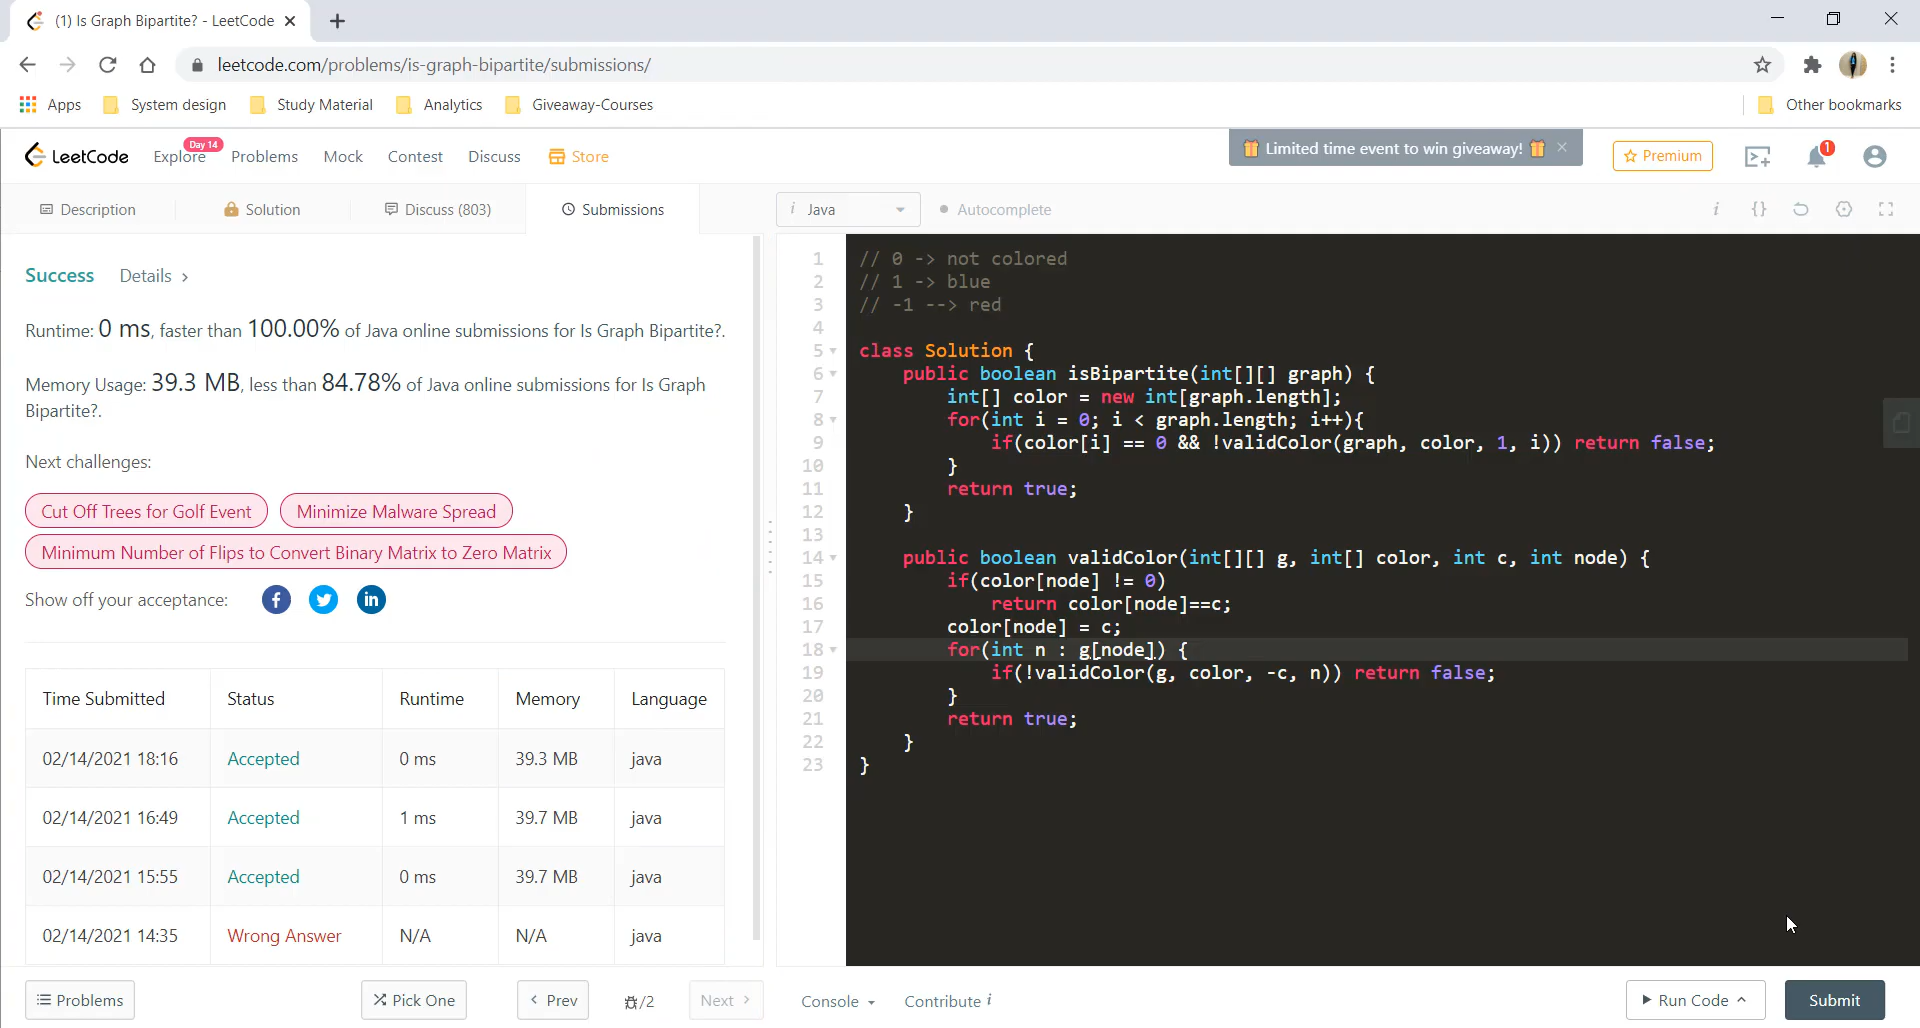 (1) Is Graph Bipartite? - LeetCode
leetcode.com/problems/is-graph-bipartite/submissions/
Apps System design Study Material Analytics Giveaway-Courses Other bookmarks
LeetCode Explore Day 14 Problems Mock Contest Discuss Store
Limited time event to win giveaway!
Premium
1
Description Solution Discuss (803) Submissions
i Java Autocomplete
Success Details >
Runtime: 0 ms, faster than 100.00% of Java online submissions for Is Graph Bipartite?.
Memory Usage: 39.3 MB, less than 84.78% of Java online submissions for Is Graph
Bipartite?.
Next challenges:
Cut Off Trees for Golf Event Minimize Malware Spread
Minimum Number of Flips to Convert Binary Matrix to Zero Matrix
Show off your acceptance:
Time Submitted Status Runtime Memory Language
02/14/2021 18:16 Accepted 0 ms 39.3 MB java
02/14/2021 16:49 Accepted 1 ms 39.7 MB java
02/14/2021 15:55 Accepted 0 ms 39.7 MB java
02/14/2021 14:35 Wrong Answer N/A N/A java
1 // 0 -> not colored
2 // 1 -> blue
3 // -1 --> red
4
5 class Solution {
6 public boolean isBipartite(int[][] graph) {
7 int[] color = new int[graph.length];
8 for(int i = 0; i < graph.length; i++){
9 if(color[i] == 0 && !validColor(graph, color, 1, i)) return false;
10 }
11 return true;
12 }
13
14 public boolean validColor(int[][] g, int[] color, int c, int node) {
15 if(color[node] != 0)
16 return color[node]==c;
17 color[node] = c;
18 for(int n : g[node]) {
19 if(!validColor(g, color, -c, n)) return false;
20 }
21 return true;
22 }
23 }
Problems Pick One < Prev /2 Next > Console Contribute i Run Code Submit